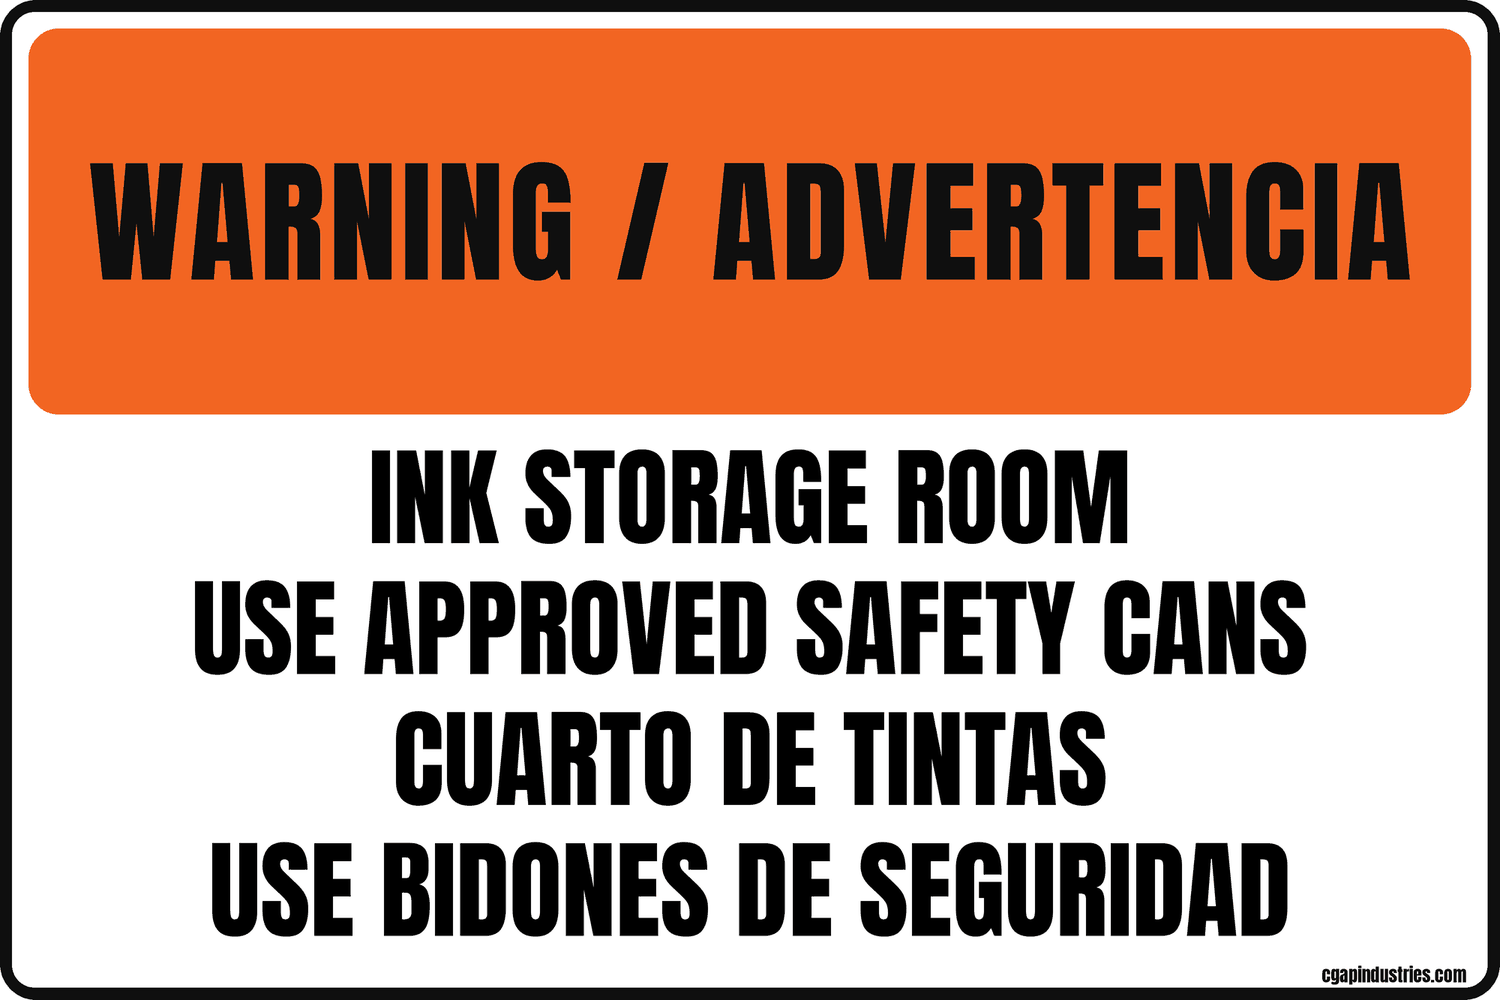 WARNING / ADVERTENCIA
INK STORAGE ROOM
USE APPROVED SAFETY CANS
CUARTO DE TINTAS
USE BIDONES DE SEGURIDAD
cgapindustries.com